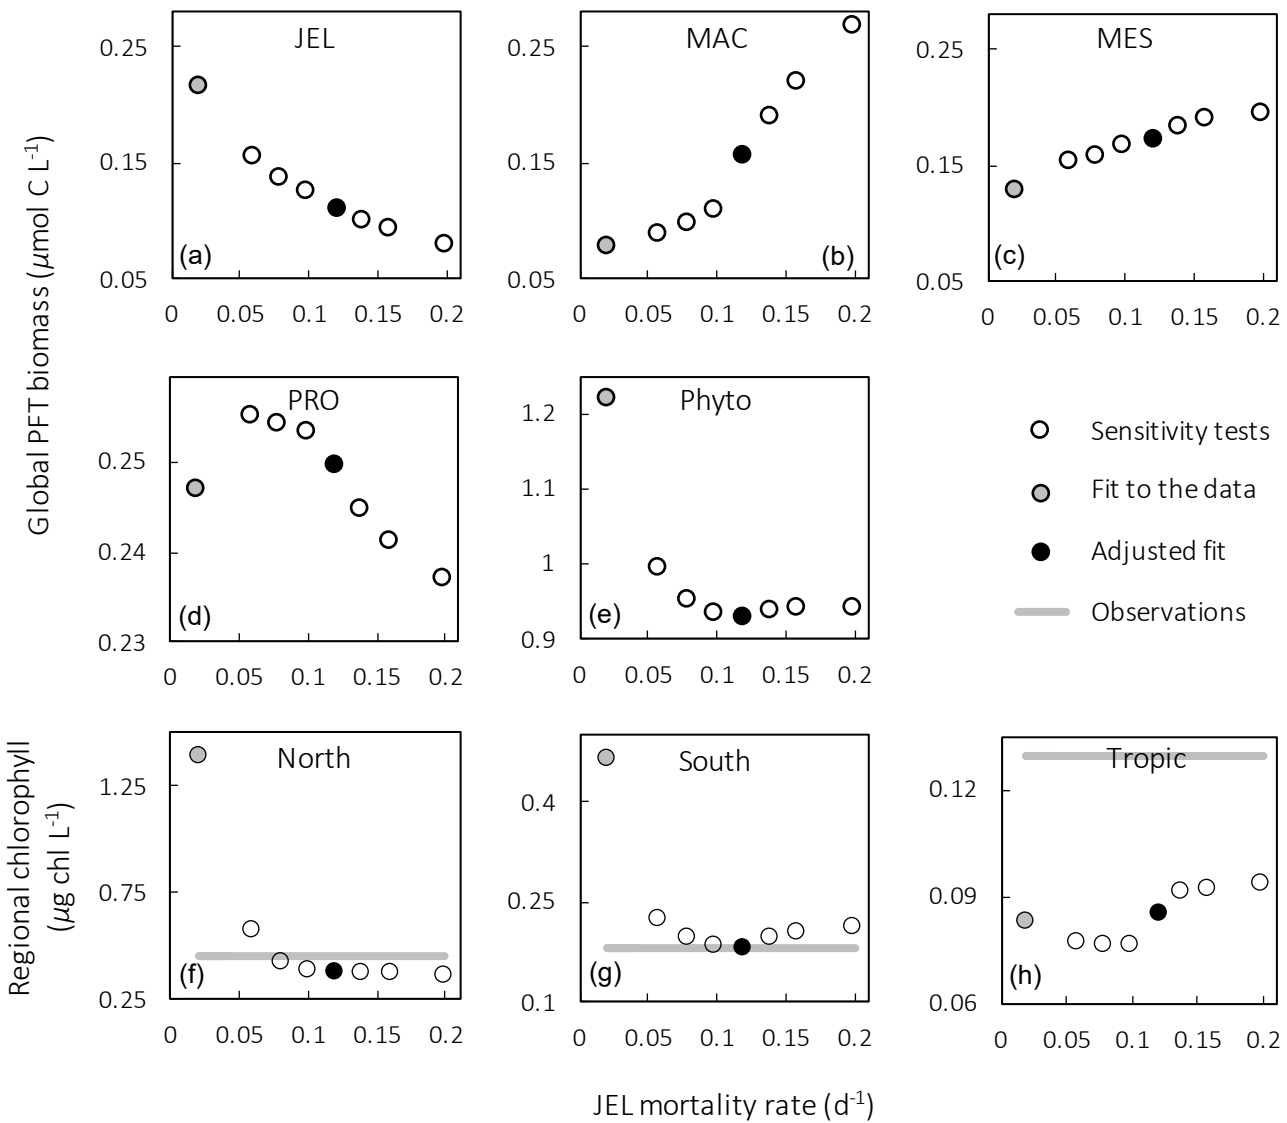 Global PFT biomass (μmol C L-1)
JEL
0.25
0.15
0.05
(a)
0 0.05 0.1 0.15 0.2
MAC
0.25
0.15
0.05
(b)
0 0.05 0.1 0.15 0.2
MES
0.25
0.15
0.05
(c)
0 0.05 0.1 0.15 0.2
PRO
0.25
0.24
0.23
(d)
0 0.05 0.1 0.15 0.2
Phyto
1.2
1.1
1
0.9
(e)
0 0.05 0.1 0.15 0.2
Sensitivity tests
Fit to the data
Adjusted fit
Observations
Regional chlorophyll
(μg chl L-1)
North
1.25
0.75
0.25
(f)
0 0.05 0.1 0.15 0.2
South
0.4
0.25
0.1
(g)
0 0.05 0.1 0.15 0.2
Tropic
0.12
0.09
0.06
(h)
0 0.05 0.1 0.15 0.2
JEL mortality rate (d-1)